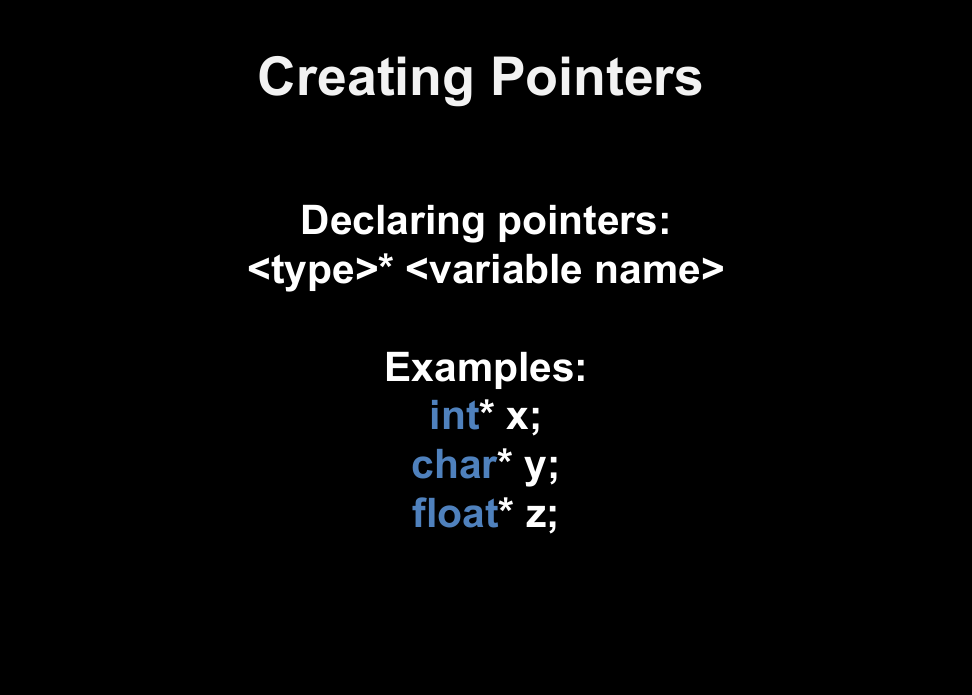 Creating Pointers
Declaring pointers:
<type>* <variable name>
Examples:
int* x;
char* y;
float* z;